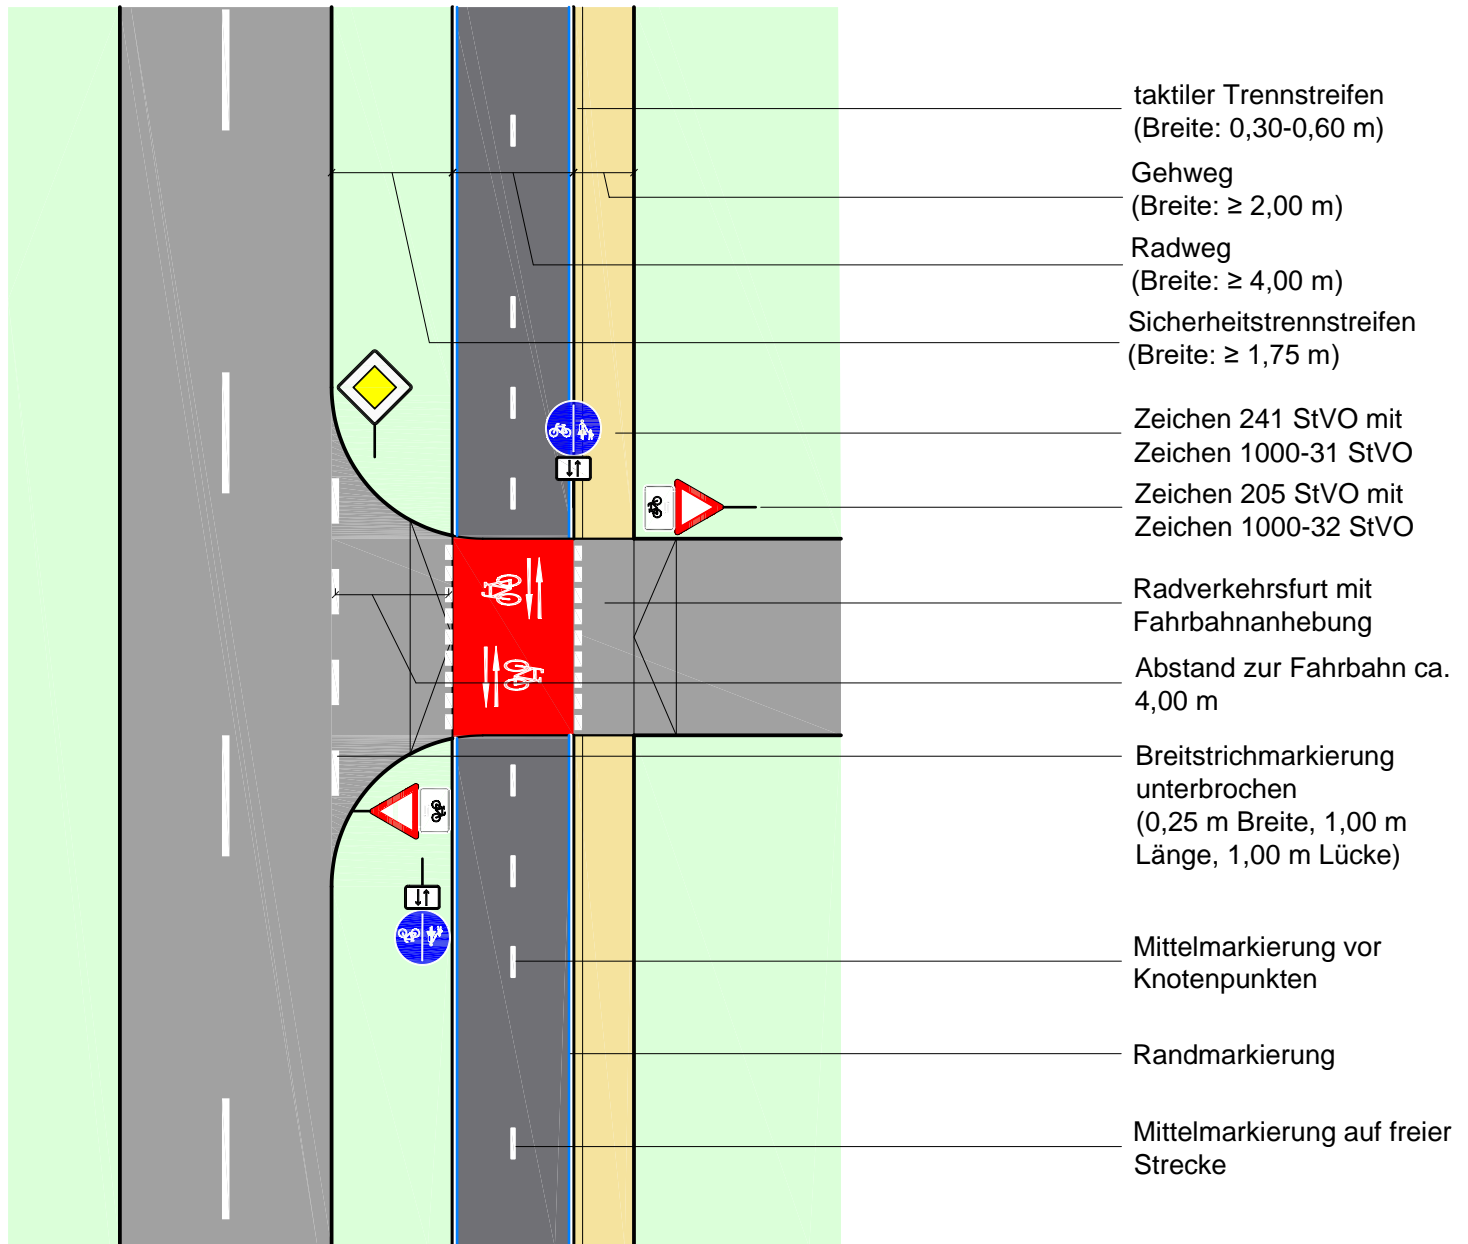 taktiler Trennstreifen
(Breite: 0,30-0,60 m)
Gehweg
(Breite: ≥ 2,00 m)
Radweg
(Breite: ≥ 4,00 m)
Sicherheitstrennstreifen
(Breite: ≥ 1,75 m)
Zeichen 241 StVO mit
Zeichen 1000-31 StVO
Zeichen 205 StVO mit
Zeichen 1000-32 StVO
Radverkehrsfurt mit
Fahrbahnanhebung
Abstand zur Fahrbahn ca.
4,00 m
Breitstrichmarkierung
unterbrochen
(0,25 m Breite, 1,00 m
Länge, 1,00 m Lücke)
Mittelmarkierung vor
Knotenpunkten
Randmarkierung
Mittelmarkierung auf freier
Strecke